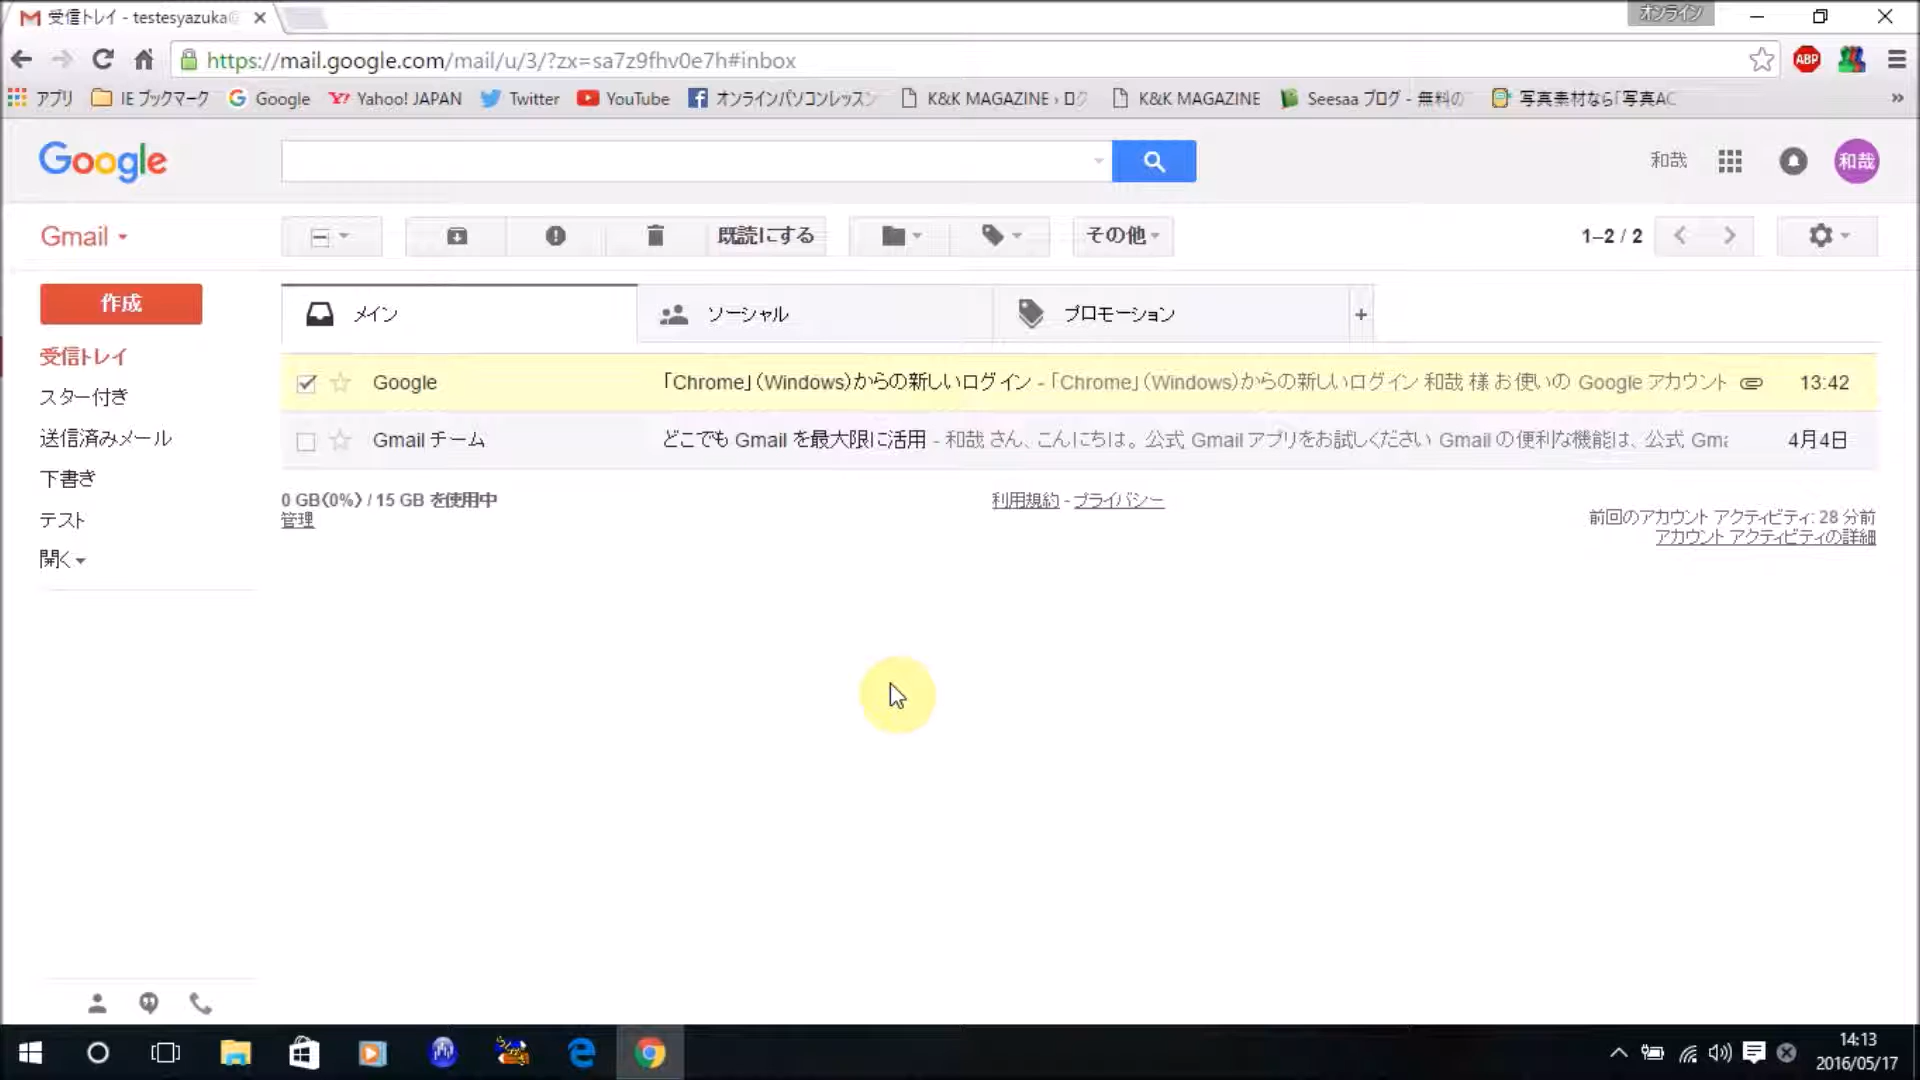 受信トレイ - testesyazuka@
オンライン
https://mail.google.com/mail/u/3/?zx=sa7z9fhv0e7h#inbox
ABP
アプリ IE ブックマーク Google Yahoo! JAPAN Twitter YouTube オンラインパソコンレッスン K&K MAGAZINE › ログ K&K MAGAZINE Seesaa ブログ - 無料の 写真素材なら「写真AC
Google
和哉
和哉
Gmail
既読にする
その他
1–2 / 2
作成
メイン
ソーシャル
プロモーション
+
受信トレイ
スター付き
送信済みメール
下書き
テスト
開く
Google 「Chrome」(Windows)からの新しいログイン - 「Chrome」(Windows)からの新しいログイン 和哉 様 お使いの Google アカウント 13:42
Gmail チーム どこでも Gmail を最大限に活用 - 和哉 さん、こんにちは。 公式 Gmail アプリをお試しください Gmail の便利な機能は、公式 Gma 4月4日
0 GB(0%) / 15 GB を使用中
管理
利用規約 - プライバシー
前回のアカウント アクティビティ: 28 分前
アカウント アクティビティの詳細
14:13
2016/05/17